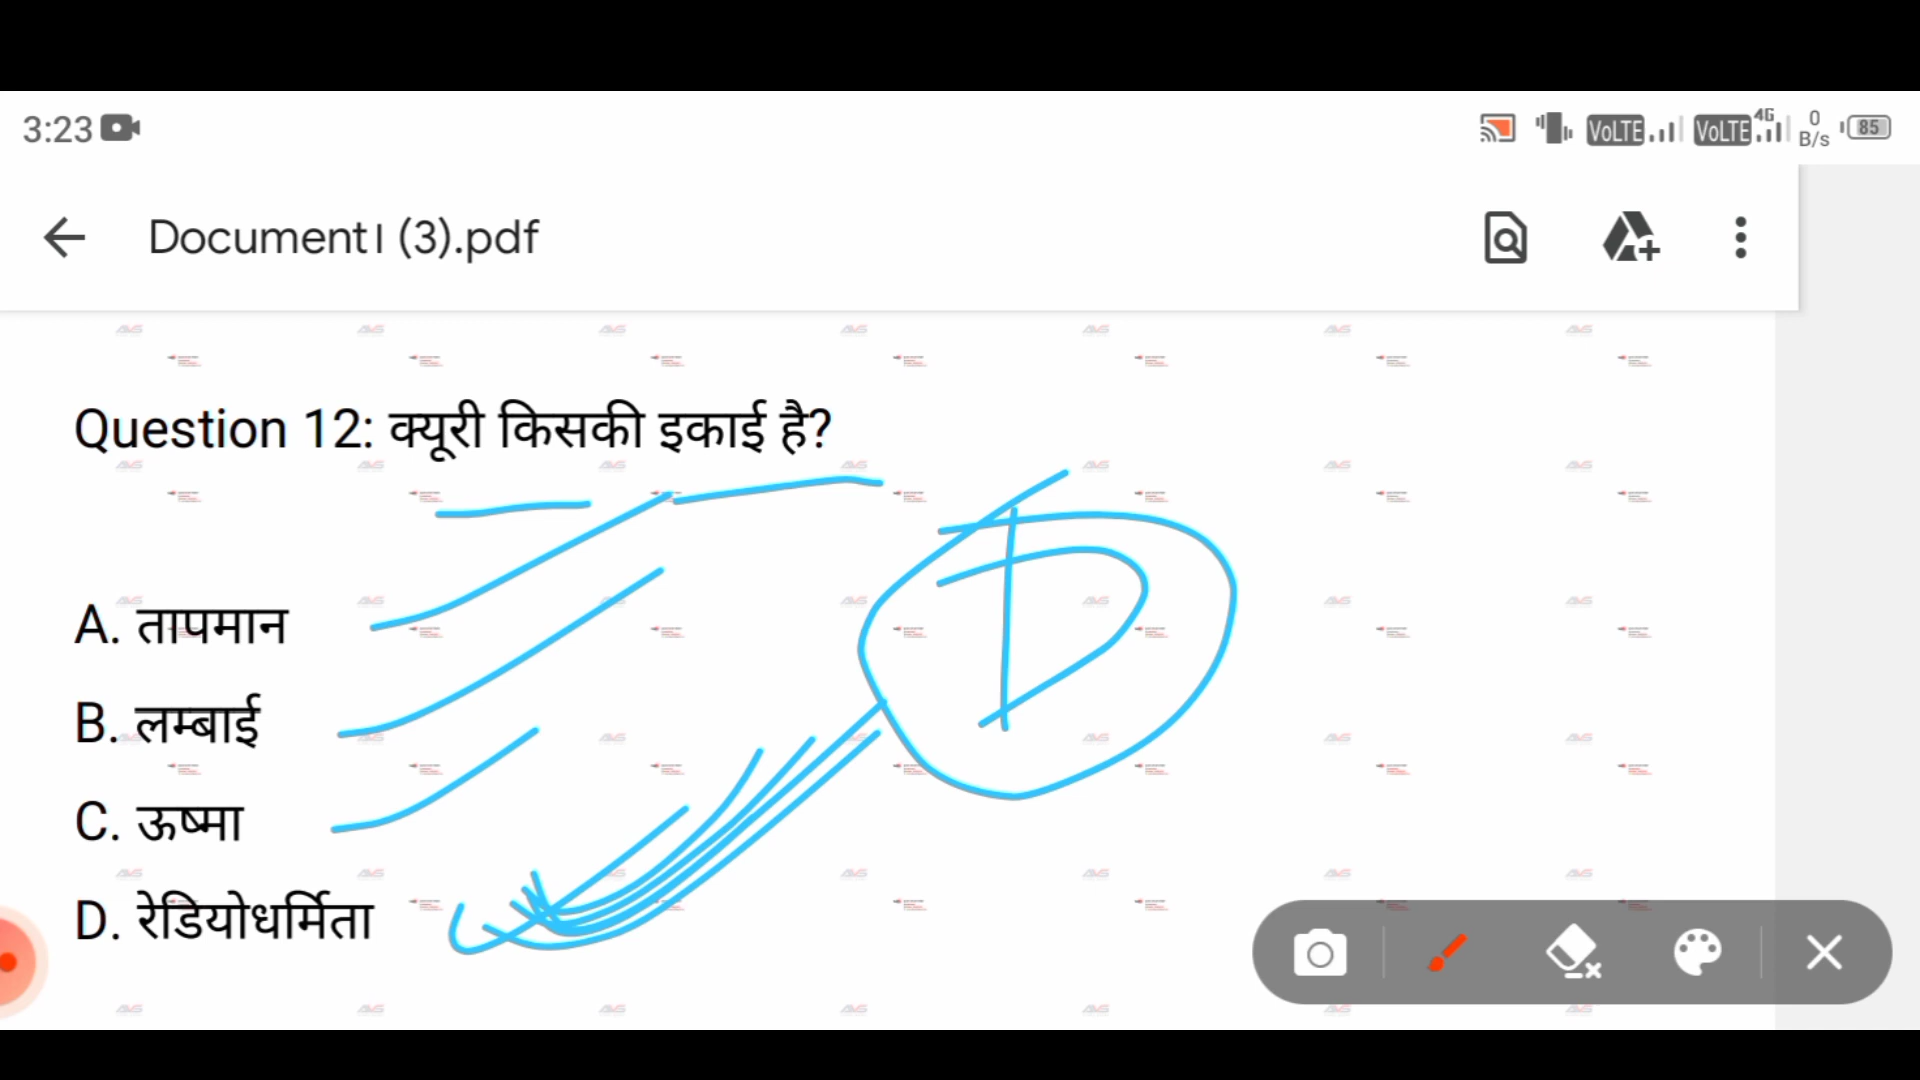 3:23
VoLTE VoLTE 4G 0 B/s 85
Document1 (3).pdf
Question 12: क्यूरी किसकी इकाई है?
A. तापमान
B. लम्बाई
C. ऊष्मा
D. रेडियोधर्मिता
D